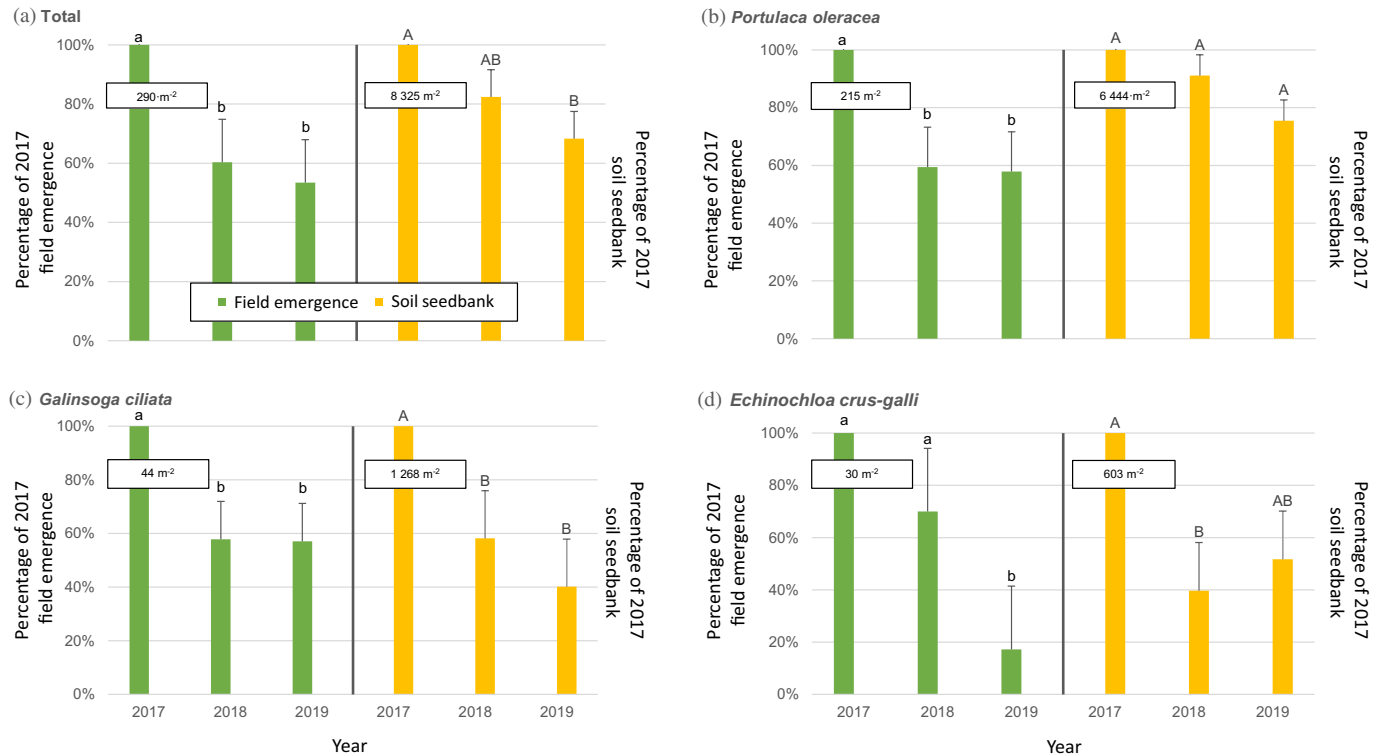 (a) Total
100%
80%
60%
40%
20%
0%
Percentage of 2017
field emergence
a
290·m-2
b
b
A
8 325 m-2
AB
B
Field emergence Soil seedbank
Percentage of 2017
soil seedbank
(b) Portulaca oleracea
100%
80%
60%
40%
20%
0%
Percentage of 2017
field emergence
a
215 m-2
b
b
A
6 444·m-2
A
A
Percentage of 2017
soil seedbank
(c) Galinsoga ciliata
100%
80%
60%
40%
20%
0%
Percentage of 2017
field emergence
a
44 m-2
b
b
A
1 268 m-2
B
B
Percentage of 2017
soil seedbank
2017 2018 2019 2017 2018 2019
Year
(d) Echinochloa crus-galli
100%
80%
60%
40%
20%
0%
Percentage of 2017
field emergence
a
30 m-2
a
b
A
603 m-2
B
AB
Percentage of 2017
soil seedbank
2017 2018 2019 2017 2018 2019
Year